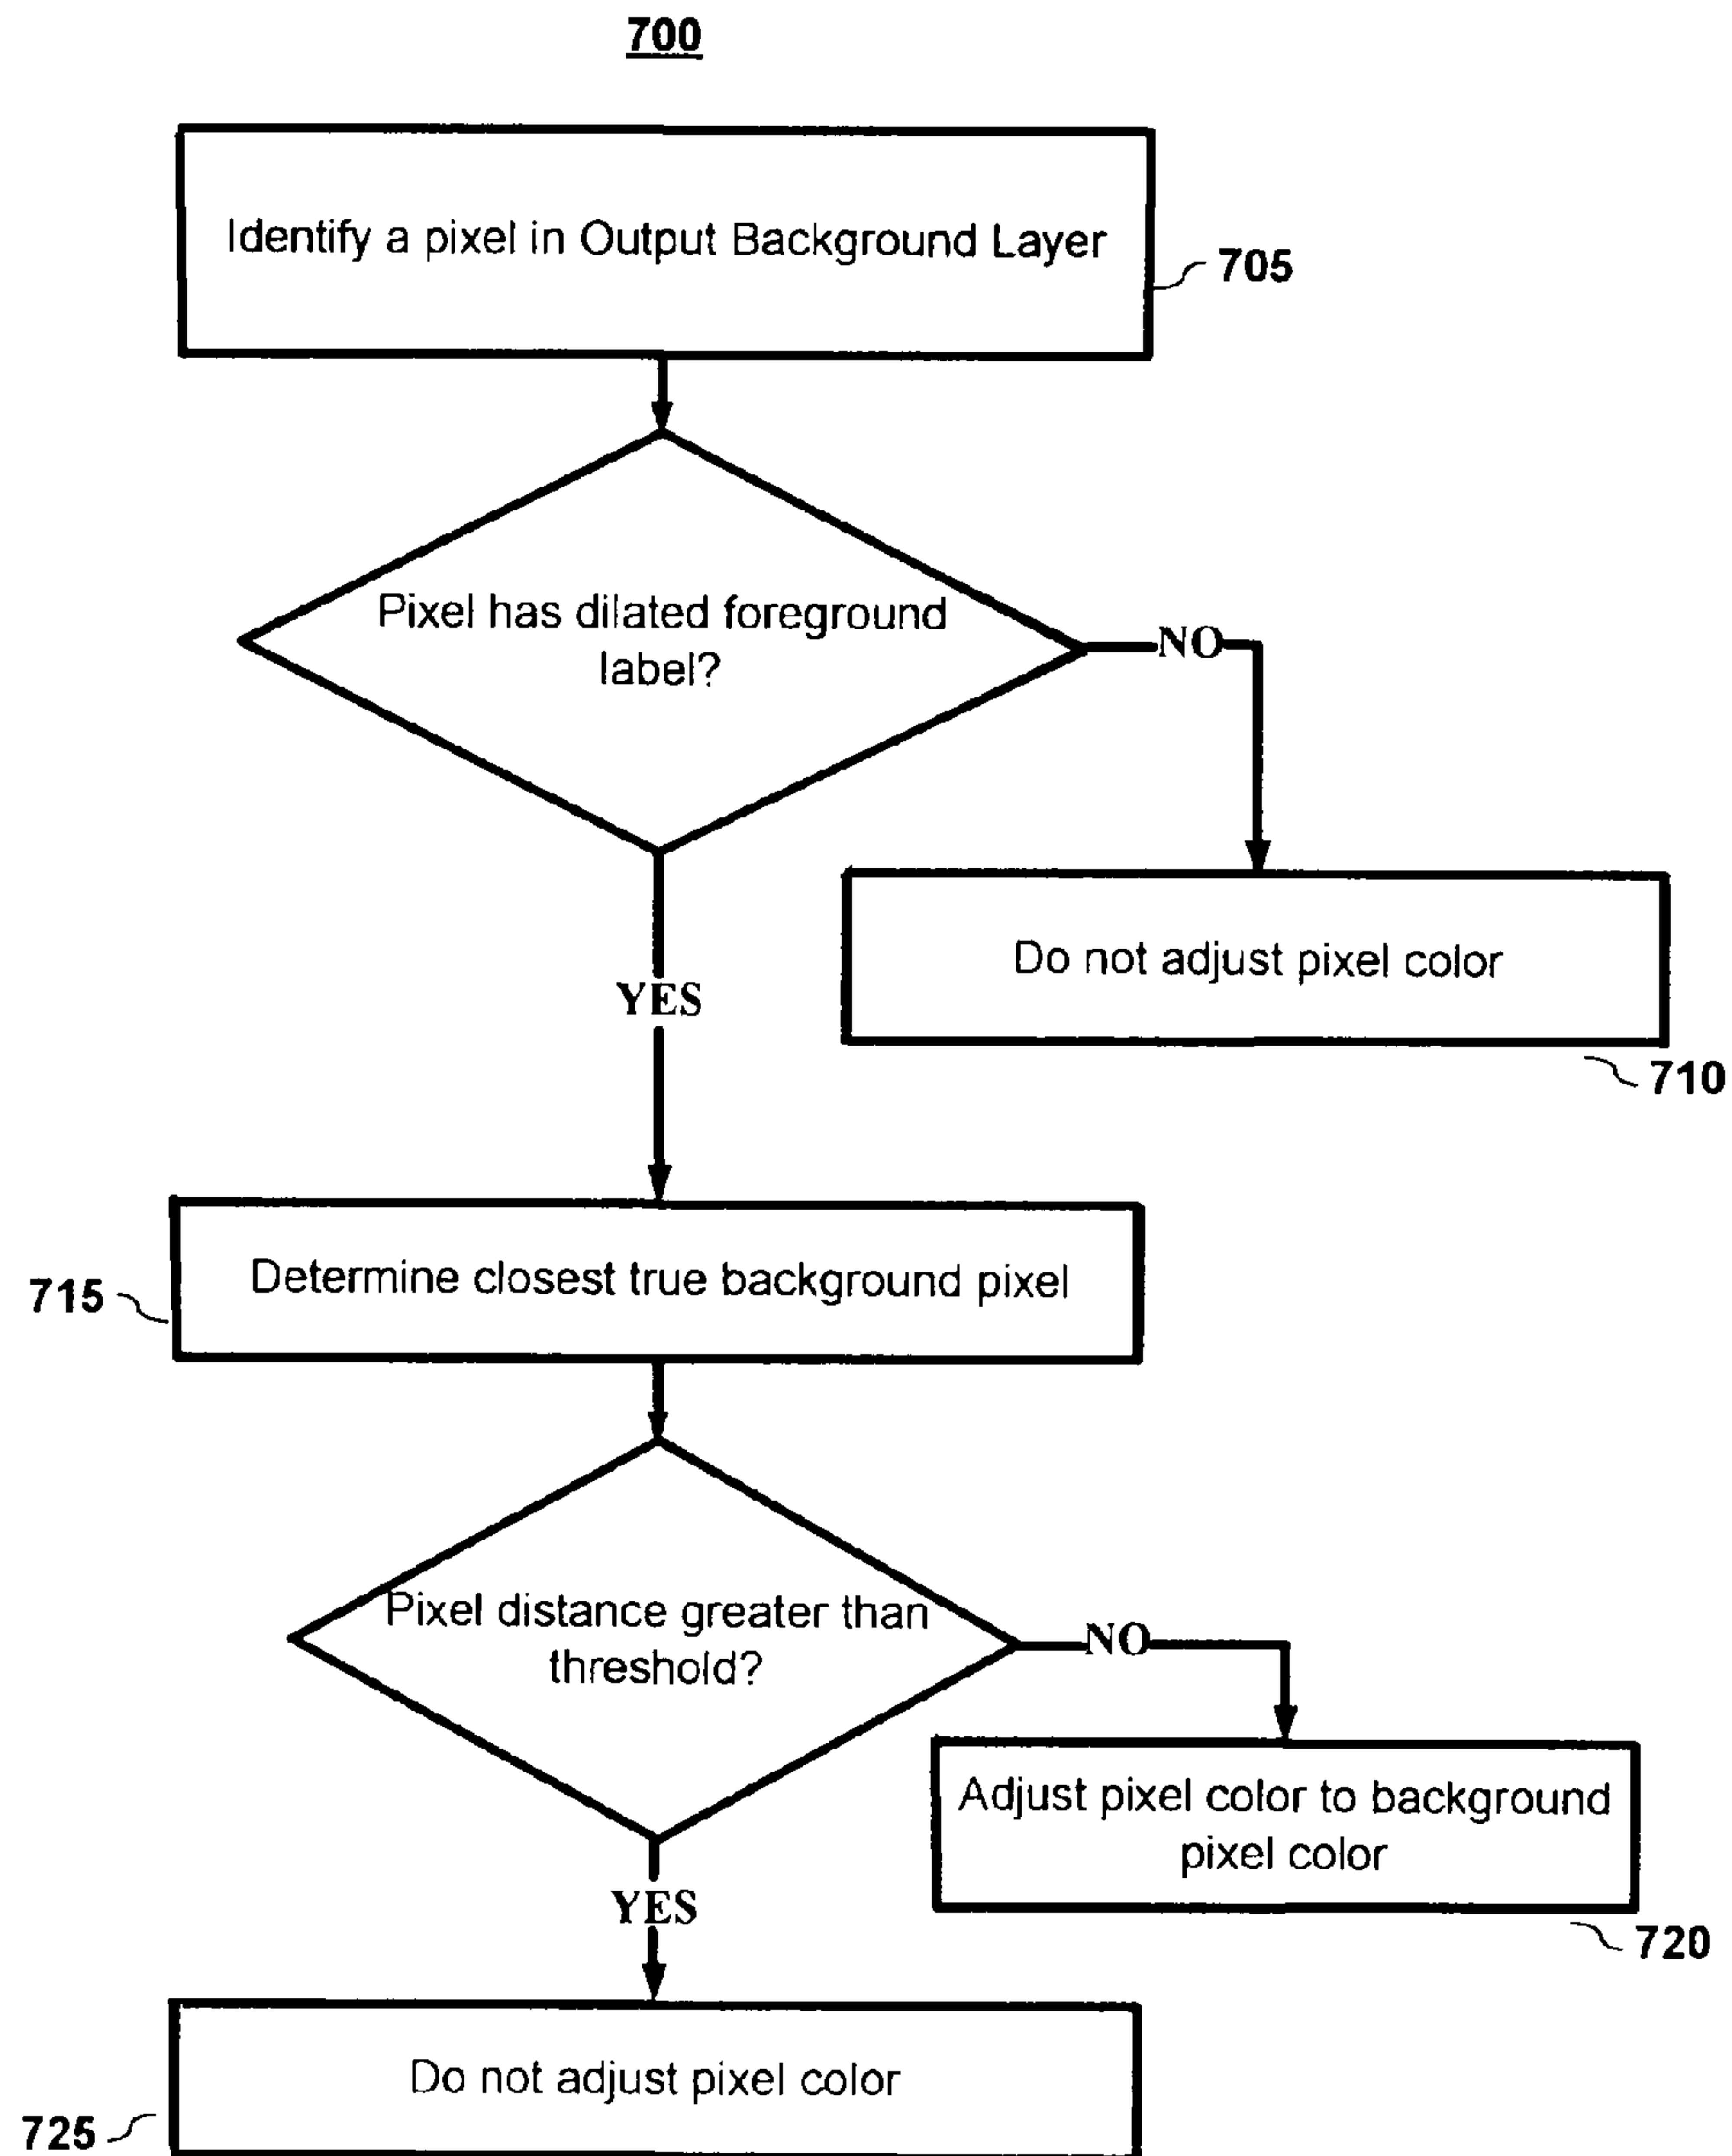 700
Identify a pixel in Output Background Layer
705
Pixel has dilated foreground
label?
NO
Do not adjust pixel color
710
YES
Determine closest true background pixel
715
Pixel distance greater than
threshold?
NO
Adjust pixel color to background
pixel color
720
YES
Do not adjust pixel color
725